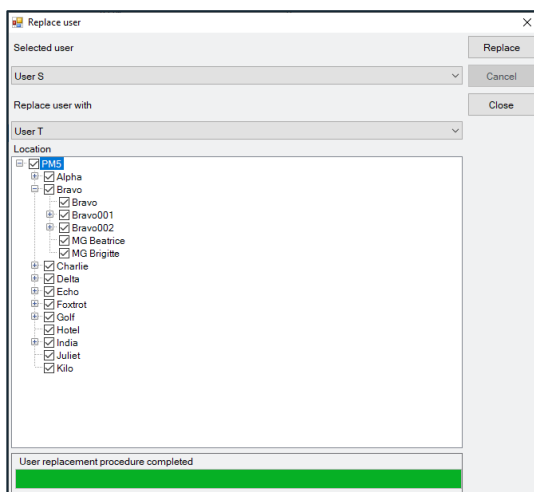 Replace user
Selected user
Replace
User S
Cancel
Replace user with
Close
User T
Location
PM5
Alpha
Bravo
Bravo
Bravo001
Bravo002
MG Beatrice
MG Brigitte
Charlie
Delta
Echo
Foxtrot
Golf
Hotel
India
Juliet
Kilo
User replacement procedure completed